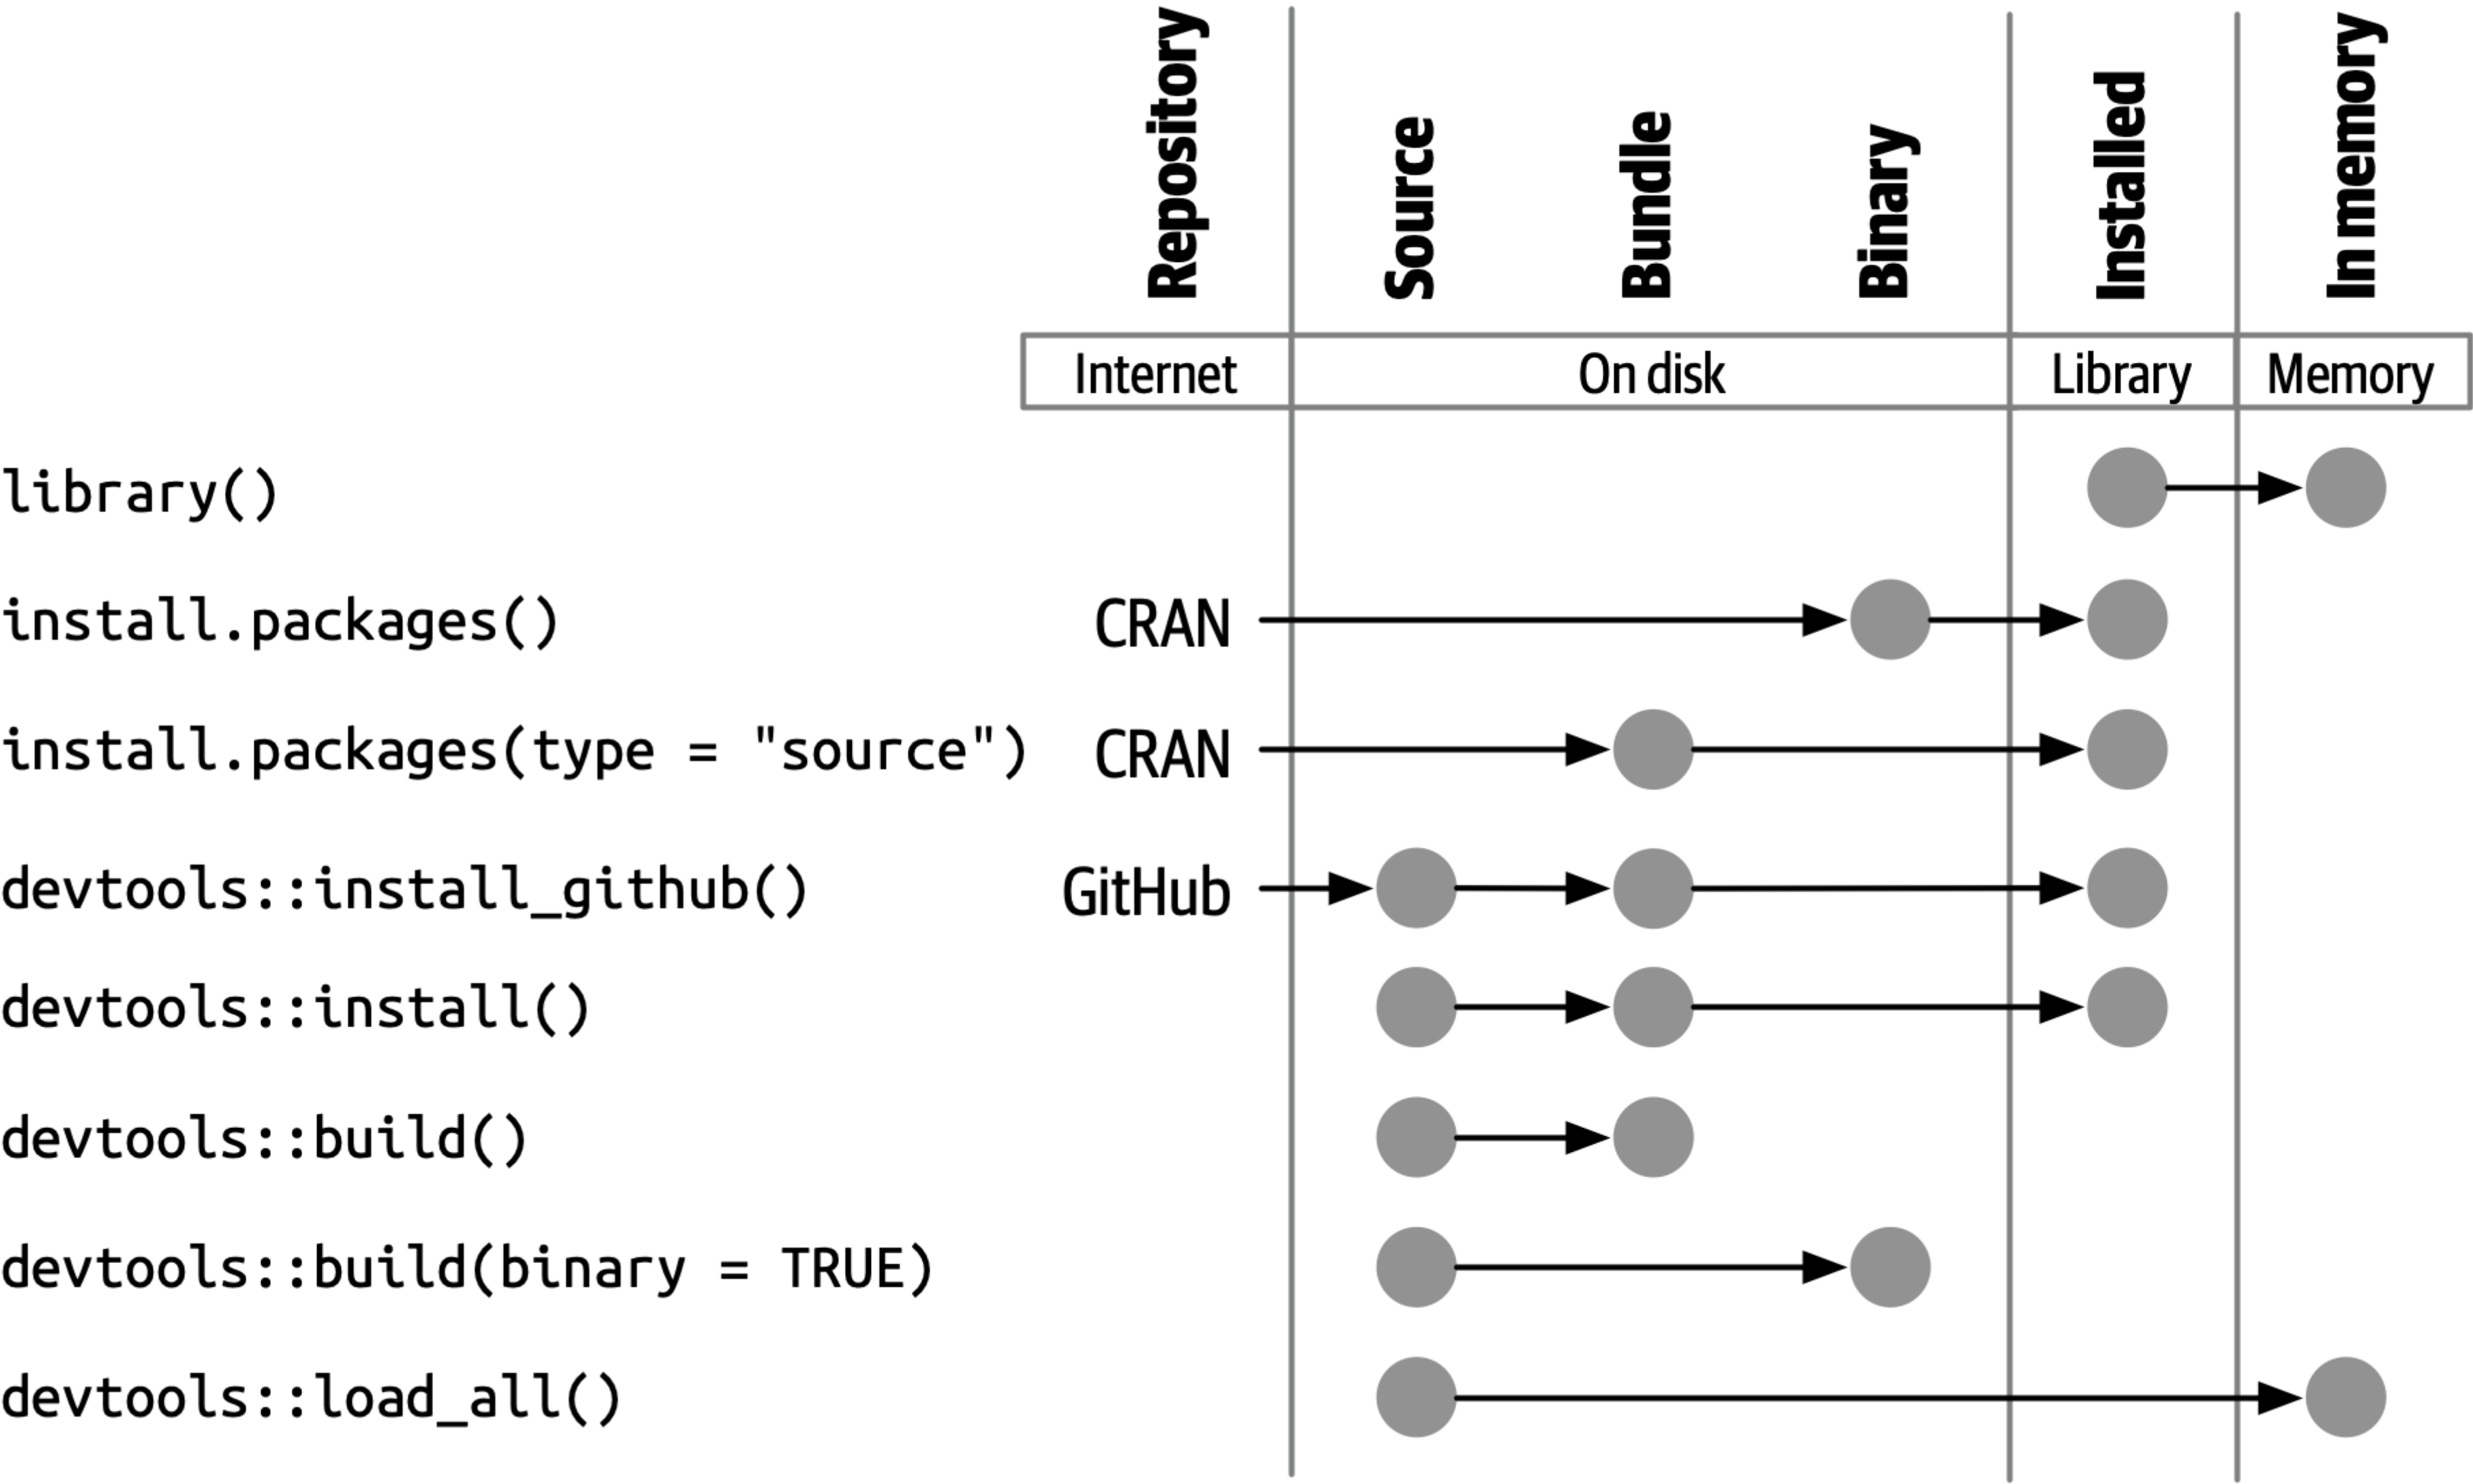 Repository
Source
Bundle
Binary
Installed
In memory
Internet
On disk
Library
Memory
library()
install.packages() CRAN
install.packages(type = "source") CRAN
devtools::install_github() GitHub
devtools::install()
devtools::build()
devtools::build(binary = TRUE)
devtools::load_all()